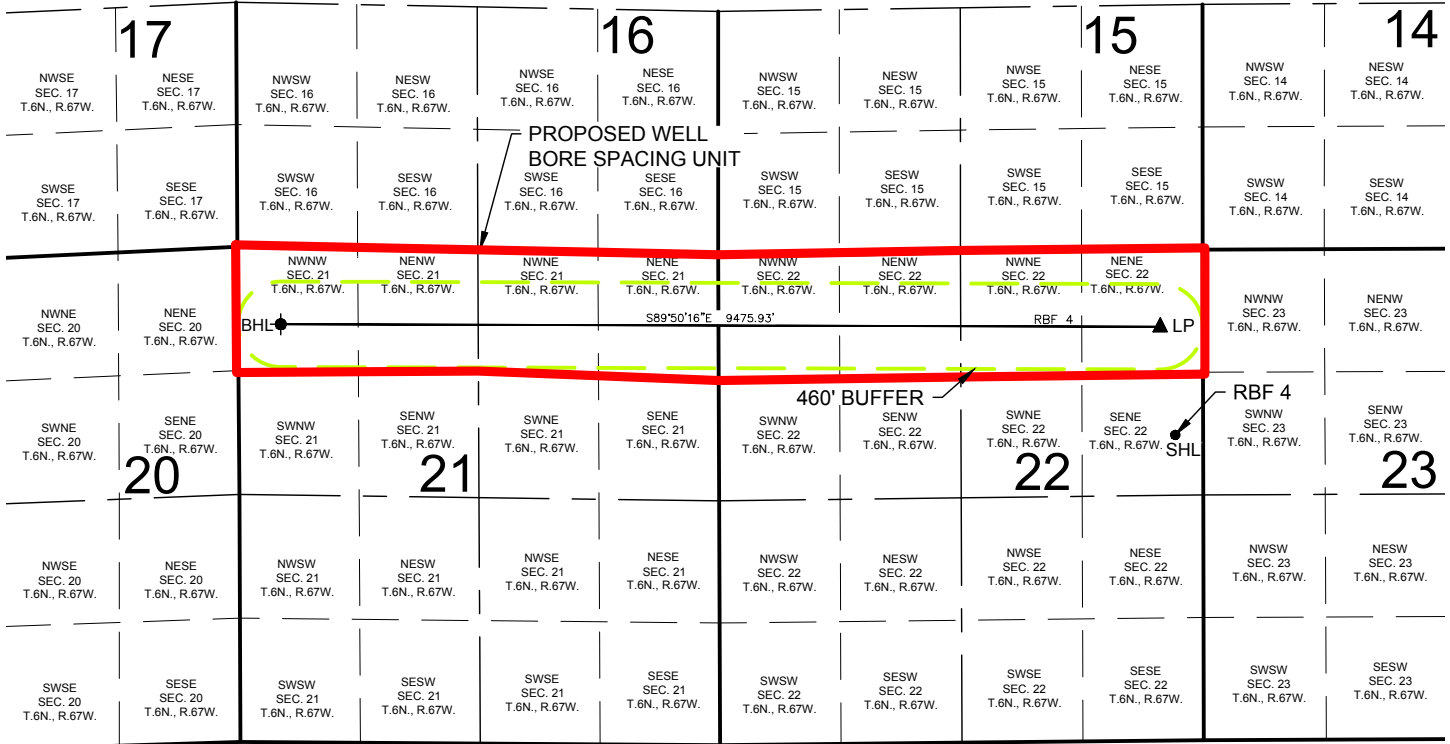 17
16
15
14
NWSE
SEC. 17
T.6N., R.67W.
NESE
SEC. 17
T.6N., R.67W.
NWSW
SEC. 16
T.6N., R.67W.
NESW
SEC. 16
T.6N., R.67W.
NWSE
SEC. 16
T.6N., R.67W.
NESE
SEC. 16
T.6N., R.67W.
NWSW
SEC. 15
T.6N., R.67W.
NESW
SEC. 15
T.6N., R.67W.
NWSE
SEC. 15
T.6N., R.67W.
NESE
SEC. 15
T.6N., R.67W.
NWSW
SEC. 14
T.6N., R.67W.
NESW
SEC. 14
T.6N., R.67W.
PROPOSED WELL
BORE SPACING UNIT
SWSE
SEC. 17
T.6N., R.67W.
SESE
SEC. 17
T.6N., R.67W.
SWSW
SEC. 16
T.6N., R.67W.
SESW
SEC. 16
T.6N., R.67W.
SWSE
SEC. 16
T.6N., R.67W.
SESE
SEC. 16
T.6N., R.67W.
SWSW
SEC. 15
T.6N., R.67W.
SESW
SEC. 15
T.6N., R.67W.
SWSE
SEC. 15
T.6N., R.67W.
SESE
SEC. 15
T.6N., R.67W.
SWSW
SEC. 14
T.6N., R.67W.
SESW
SEC. 14
T.6N., R.67W.
NWNE
SEC. 20
T.6N., R.67W.
NENE
SEC. 20
T.6N., R.67W.
NWNW
SEC. 21
T.6N., R.67W.
NENW
SEC. 21
T.6N., R.67W.
NWNE
SEC. 21
T.6N., R.67W.
NENE
SEC. 21
T.6N., R.67W.
NWNW
SEC. 22
T.6N., R.67W.
NENW
SEC. 22
T.6N., R.67W.
NWNE
SEC. 22
T.6N., R.67W.
NENE
SEC. 22
T.6N., R.67W.
NWNW
SEC. 23
T.6N., R.67W.
NENW
SEC. 23
T.6N., R.67W.
BHL
S89°50'16"E 9475.93'
RBF 4
LP
460' BUFFER
RBF 4
SHL
SWNE
SEC. 20
T.6N., R.67W.
SENE
SEC. 20
T.6N., R.67W.
SWNW
SEC. 21
T.6N., R.67W.
SENW
SEC. 21
T.6N., R.67W.
SWNE
SEC. 21
T.6N., R.67W.
SENE
SEC. 21
T.6N., R.67W.
SWNW
SEC. 22
T.6N., R.67W.
SENW
SEC. 22
T.6N., R.67W.
SWNE
SEC. 22
T.6N., R.67W.
SENE
SEC. 22
T.6N., R.67W.
SWNW
SEC. 23
T.6N., R.67W.
SENW
SEC. 23
T.6N., R.67W.
20
21
22
23
NWSE
SEC. 20
T.6N., R.67W.
NESE
SEC. 20
T.6N., R.67W.
NWSW
SEC. 21
T.6N., R.67W.
NESW
SEC. 21
T.6N., R.67W.
NWSE
SEC. 21
T.6N., R.67W.
NESE
SEC. 21
T.6N., R.67W.
NWSW
SEC. 22
T.6N., R.67W.
NESW
SEC. 22
T.6N., R.67W.
NWSE
SEC. 22
T.6N., R.67W.
NESE
SEC. 22
T.6N., R.67W.
NWSW
SEC. 23
T.6N., R.67W.
NESW
SEC. 23
T.6N., R.67W.
SWSE
SEC. 20
T.6N., R.67W.
SESE
SEC. 20
T.6N., R.67W.
SWSW
SEC. 21
T.6N., R.67W.
SESW
SEC. 21
T.6N., R.67W.
SWSE
SEC. 21
T.6N., R.67W.
SESE
SEC. 21
T.6N., R.67W.
SWSW
SEC. 22
T.6N., R.67W.
SESW
SEC. 22
T.6N., R.67W.
SWSE
SEC. 22
T.6N., R.67W.
SESE
SEC. 22
T.6N., R.67W.
SWSW
SEC. 23
T.6N., R.67W.
SESW
SEC. 23
T.6N., R.67W.